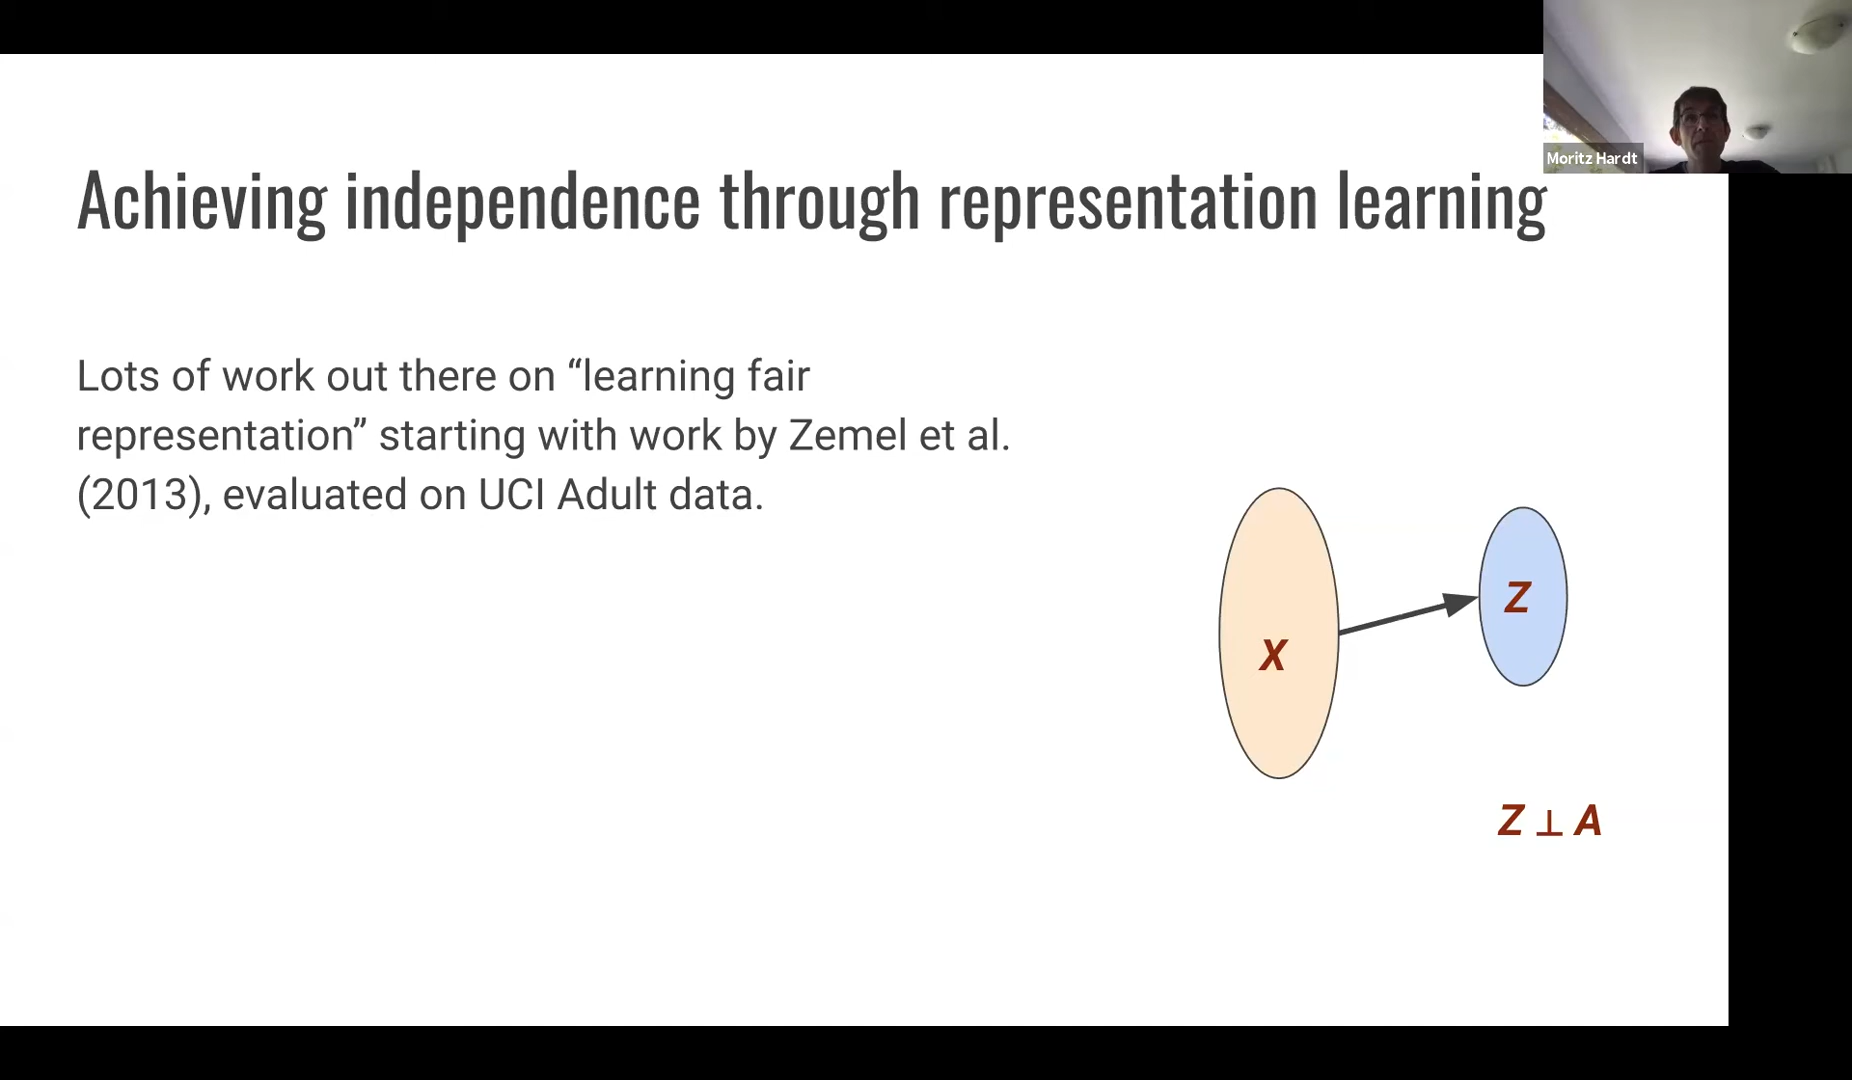 Moritz Hardt
Achieving independence through representation learning
Lots of work out there on “learning fair
representation” starting with work by Zemel et al.
(2013), evaluated on UCI Adult data.
Z
X
Z ⊥ A